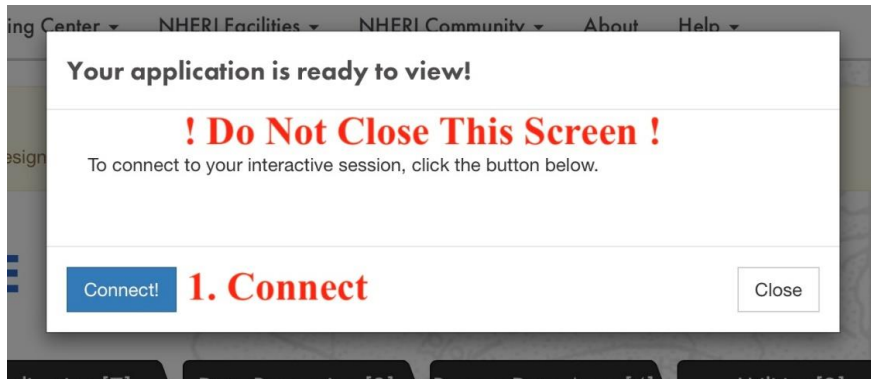 ing Center NHERI Facilities NHERI Community About Help
Your application is ready to view!
! Do Not Close This Screen !
esign
To connect to your interactive session, click the button below.
Connect! 1. Connect Close